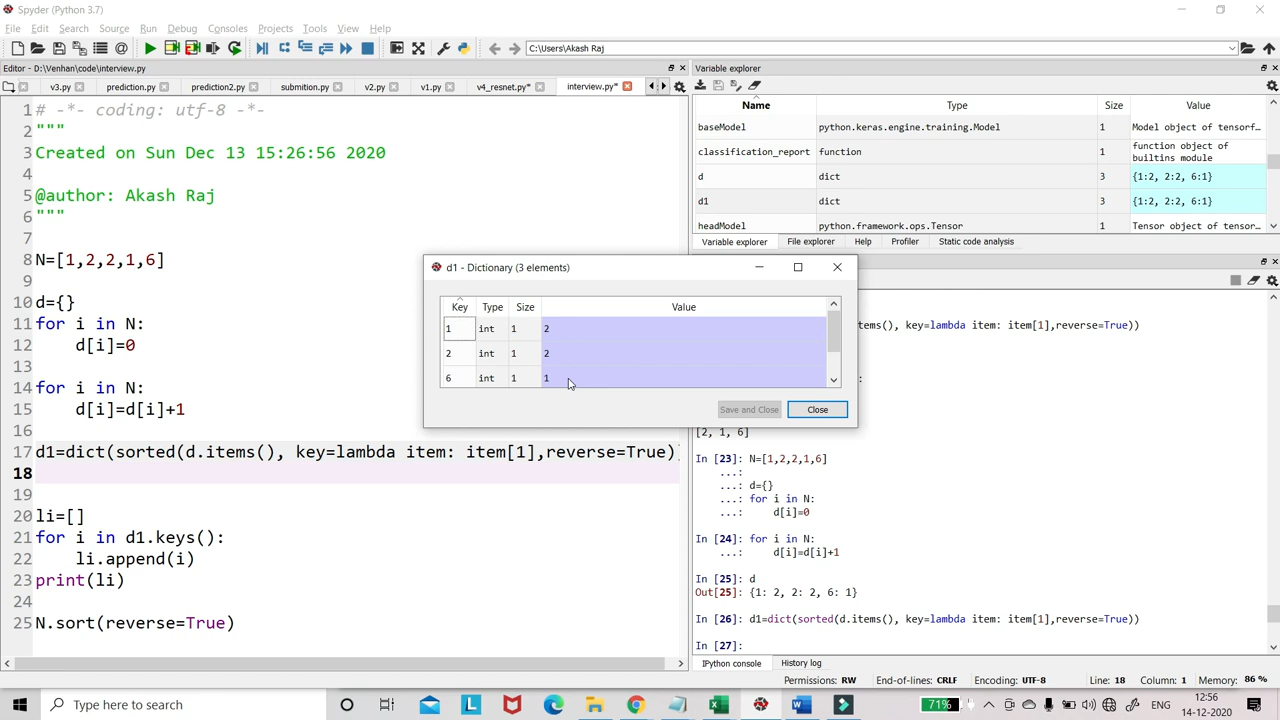 Spyder (Python 3.7)
File Edit Search Source Run Debug Consoles Projects Tools View Help
C:\Users\Akash Raj
Editor - D:\Venhan\code\interview.py
v3.py prediction.py prediction2.py submition.py v2.py v1.py v4_resnet.py* interview.py*
1 # -*- coding: utf-8 -*-
2 """
3 Created on Sun Dec 13 15:26:56 2020
4
5 @author: Akash Raj
6 """
7
8 N=[1,2,2,1,6]
9
10 d={}
11 for i in N:
12 d[i]=0
13
14 for i in N:
15 d[i]=d[i]+1
16
17 d1=dict(sorted(d.items(), key=lambda item: item[1],reverse=True))
18
19
20 li=[]
21 for i in d1.keys():
22 li.append(i)
23 print(li)
24
25 N.sort(reverse=True)
Variable explorer
Name Type Size Value
baseModel python.keras.engine.training.Model 1 Model object of tensorf...
classification_report function 1 function object of builtins module
d dict 3 {1:2, 2:2, 6:1}
d1 dict 3 {1:2, 2:2, 6:1}
headModel python.framework.ops.Tensor 1 Tensor object of tensor...
Variable explorer File explorer Help Profiler Static code analysis
d1 - Dictionary (3 elements)
Key Type Size Value
1 int 1 2
2 int 1 2
6 int 1 1
Save and Close Close
tems(), key=lambda item: item[1],reverse=True))
:
[2, 1, 6]
In [23]: N=[1,2,2,1,6]
...:
...: d={}
...: for i in N:
...: d[i]=0
In [24]: for i in N:
...: d[i]=d[i]+1
In [25]: d
Out[25]: {1: 2, 2: 2, 6: 1}
In [26]: d1=dict(sorted(d.items(), key=lambda item: item[1],reverse=True))
In [27]:
IPython console History log
Permissions: RW End-of-lines: CRLF Encoding: UTF-8 Line: 18 Column: 1 Memory: 86 %
Type here to search
71% ENG 12:56
14-12-2020